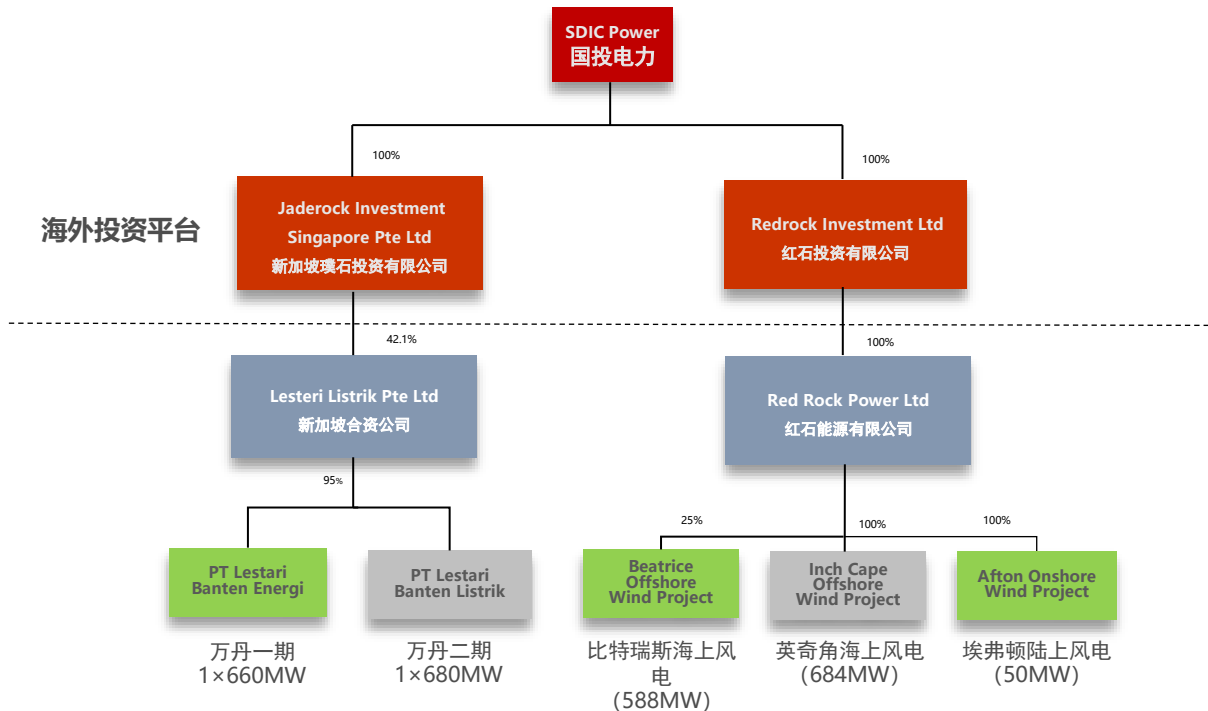 SDIC Power
国投电力
100%
100%
海外投资平台
Jaderock Investment
Singapore Pte Ltd
新加坡璞石投资有限公司
Redrock Investment Ltd
红石投资有限公司
42.1%
100%
Lesteri Listrik Pte Ltd
新加坡合资公司
Red Rock Power Ltd
红石能源有限公司
95%
25%
100%
100%
PT Lestari
Banten Energi
PT Lestari
Banten Listrik
Beatrice
Offshore
Wind Project
Inch Cape
Offshore
Wind Project
Afton Onshore
Wind Project
万丹一期
1×660MW
万丹二期
1×680MW
比特瑞斯海上风
电
(588MW)
英奇角海上风电
(684MW)
埃弗顿陆上风电
(50MW)